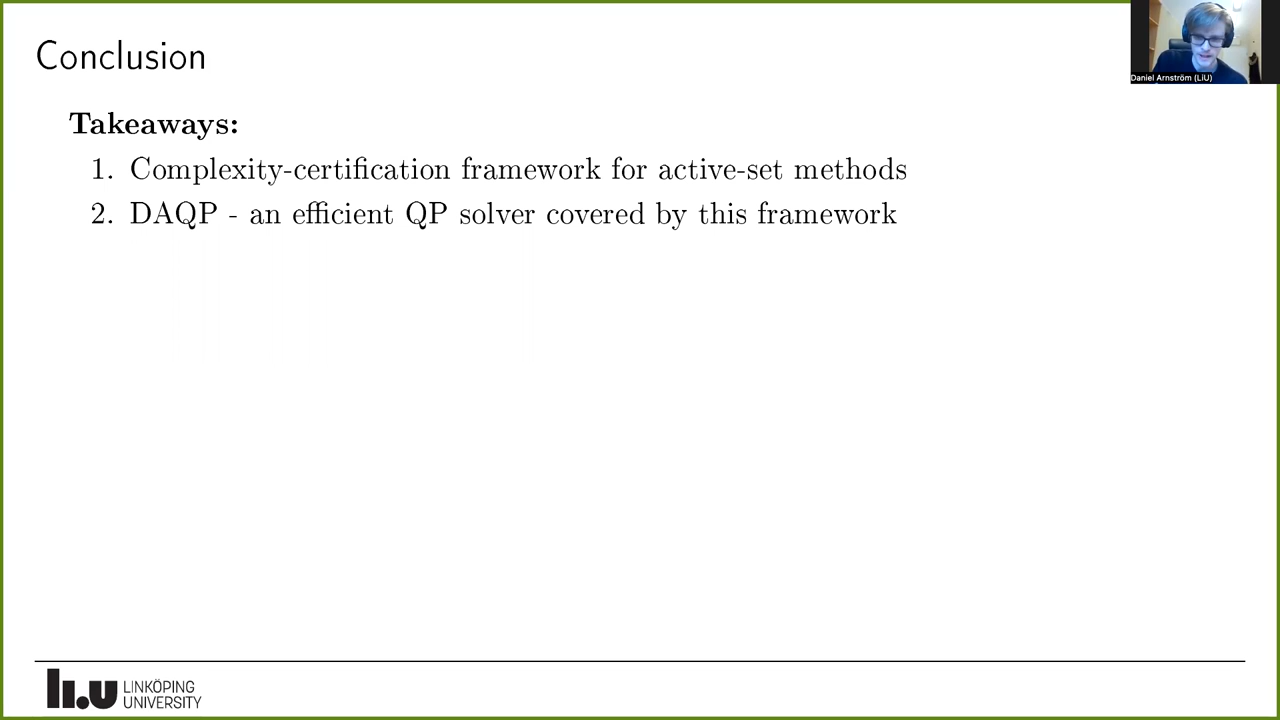 Conclusion
Daniel Arnström (LiU)
Takeaways:
1. Complexity-certification framework for active-set methods
2. DAQP - an efficient QP solver covered by this framework
li.u LINKÖPING
UNIVERSITY